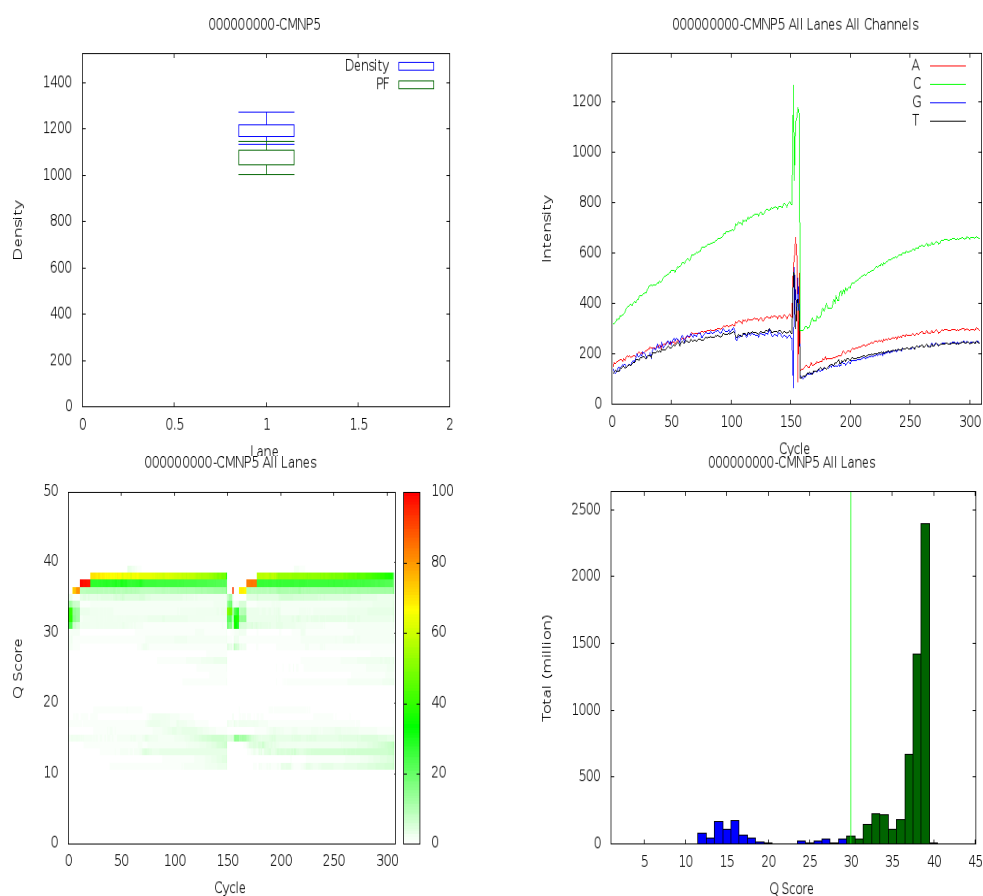 000000000-CMNP5
Density
PF
1400
1200
1000
800
600
400
200
0
Density
0 0.5 1 1.5 2
Lane
000000000-CMNP5 All Lanes All Channels
A
C
G
T
1200
1000
800
600
400
200
0
Intensity
0 50 100 150 200 250 300
Cycle
000000000-CMNP5 All Lanes
50
40
30
20
10
0
Q Score
0 50 100 150 200 250 300
Cycle
100
80
60
40
20
0
000000000-CMNP5 All Lanes
2500
2000
1500
1000
500
0
Total (million)
5 10 15 20 25 30 35 40 45
Q Score